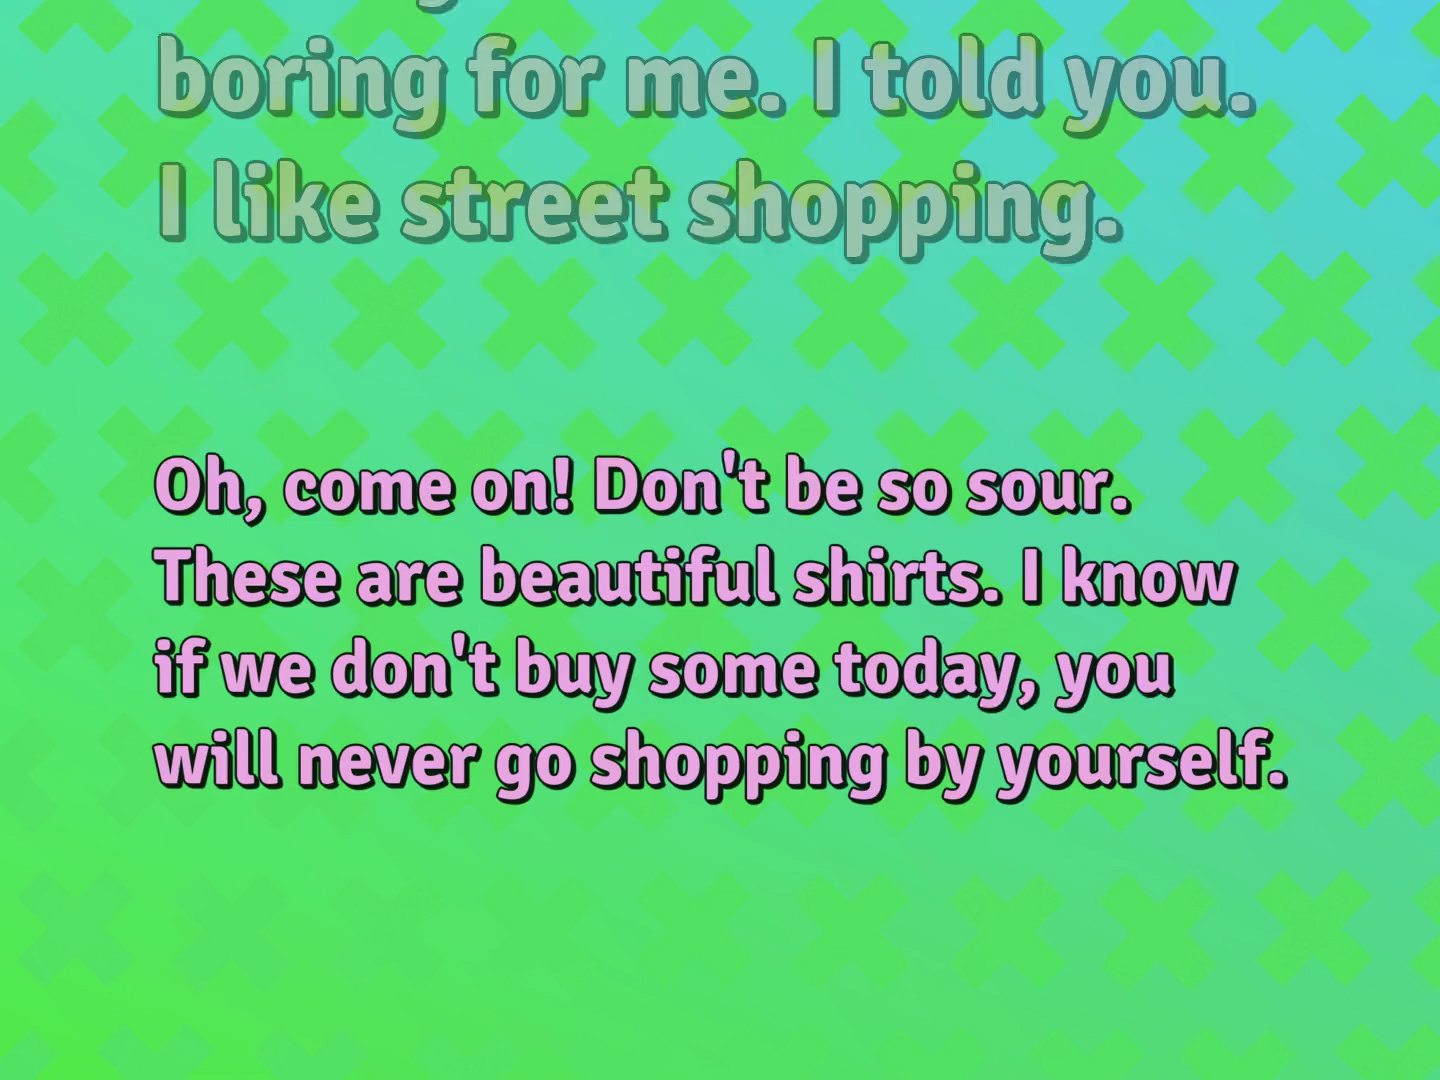 boring for me. I told you.
I like street shopping.
Oh, come on! Don't be so sour.
These are beautiful shirts. I know
if we don't buy some today, you
will never go shopping by yourself.